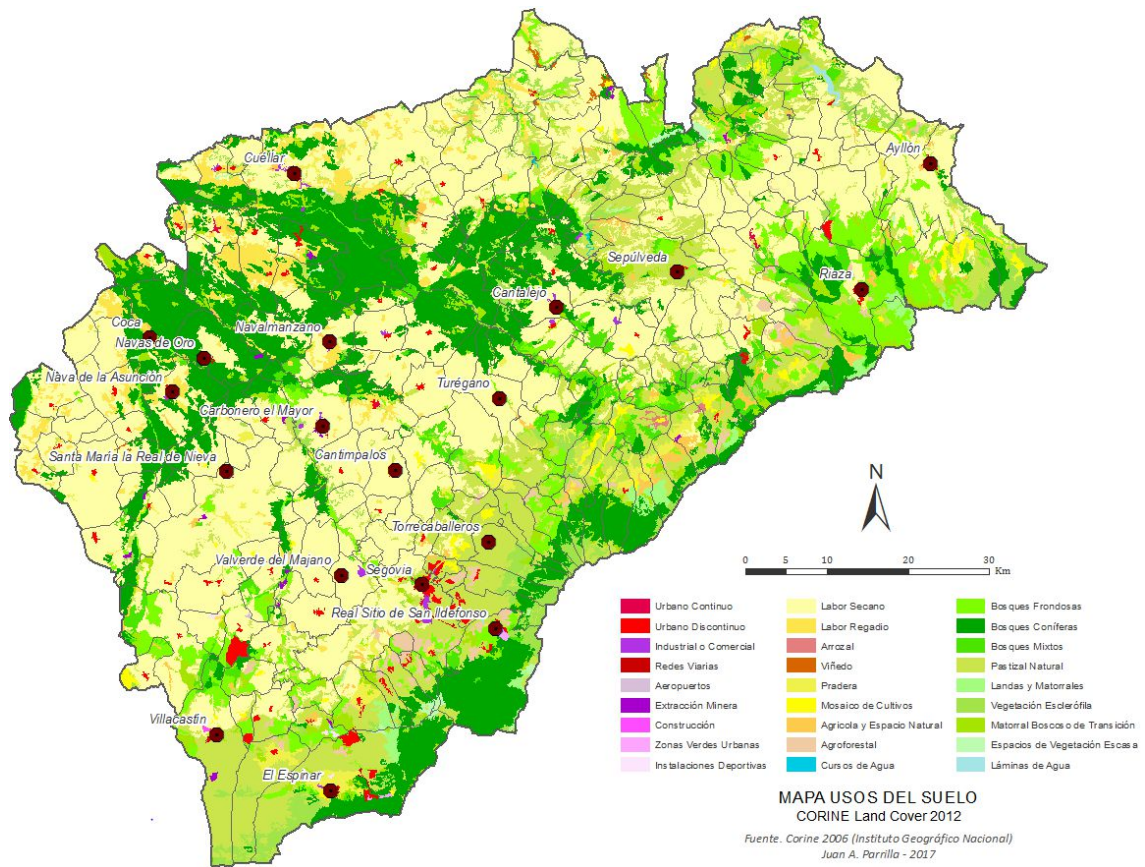 Cuéllar
Ayllón
Sepúlveda
Riaza
Cantalejo
Coca
Navalmanzano
Navas de Oro
Nava de la Asunción
Turégano
Carbonero el Mayor
Santa María la Real de Nieva
Cantimpalos
N
Torrecaballeros
Valverde del Majano
Segovia
Real Sitio de San Ildefonso
Villacastín
El Espinar
0 5 10 20 30
Km
Urbano Continuo
Urbano Discontinuo
Industrial o Comercial
Redes Viarias
Aeropuertos
Extracción Minera
Construcción
Zonas Verdes Urbanas
Instalaciones Deportivas
Labor Secano
Labor Regadio
Arrozal
Viñedo
Pradera
Mosaico de Cultivos
Agricola y Espacio Natural
Agroforestal
Cursos de Agua
Bosques Frondosas
Bosques Coníferas
Bosques Mixtos
Pastizal Natural
Landas y Matorrales
Vegetación Esclerófila
Matorral Boscos de Transición
Espacios de Vegetación Escasa
Láminas de Agua
MAPA USOS DEL SUELO
CORINE Land Cover 2012
Fuente. Corine 2006 (Instituto Geográfico Nacional)
Juan A. Parrilla - 2017